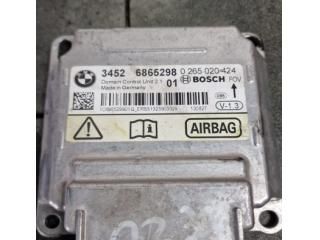 3452 6865298 0 265 020 424
Domain Control Unit 2.1
Made in Germany 01 BOSCH FOV
V-1.3
AIRBAG